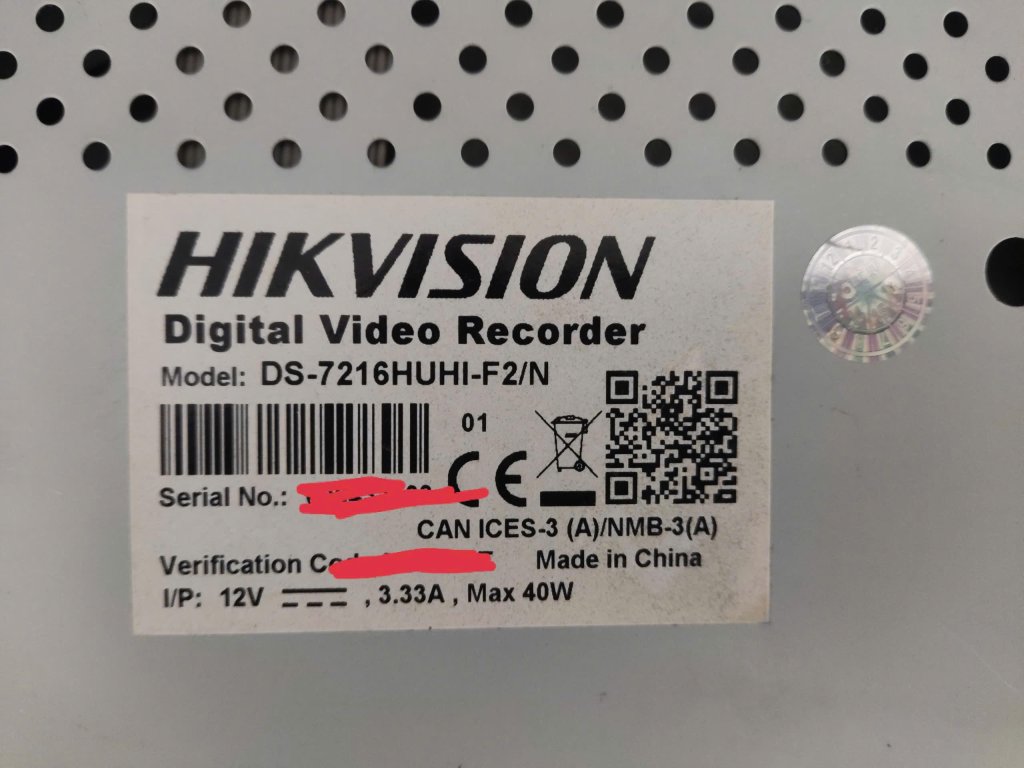 HIKVISION
Digital Video Recorder
Model: DS-7216HUHI-F2/N
01
Serial No.:
CE
CAN ICES-3 (A)/NMB-3(A)
Verification
Made in China
I/P: 12V , 3.33A , Max 40W